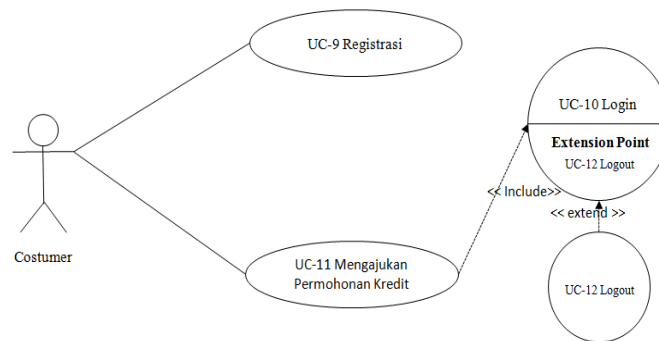 UC-9 Registrasi
UC-10 Login
Extension Point
UC-12 Logout
<< Include>>
<< extend >>
Costumer
UC-11 Mengajukan
Permohonan Kredit
UC-12 Logout